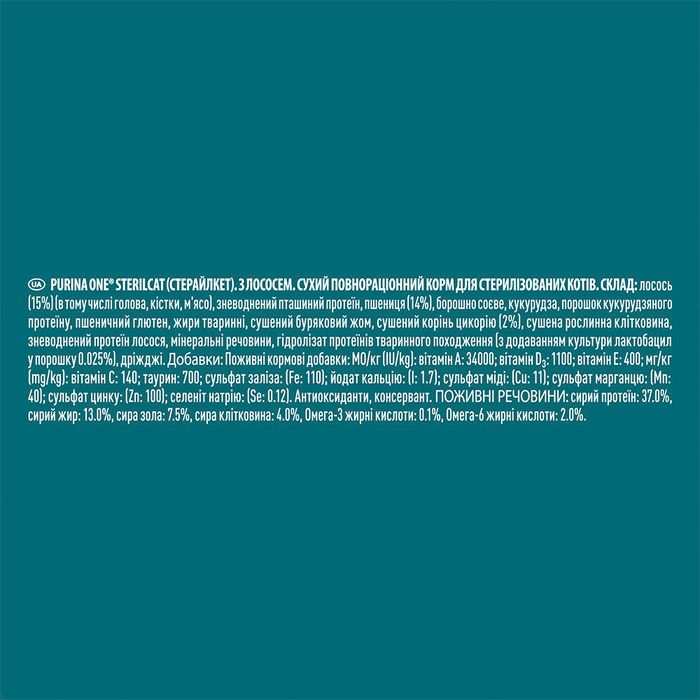 UA PURINA ONE® STERILCAT (СТЕРАЙЛКЕТ). З ЛОСОСЕМ. СУХИЙ ПОВНОРАЦІОННИЙ КОРМ ДЛЯ СТЕРИЛІЗОВАНИХ КОТІВ. СКЛАД: лосось
(15%) (в тому числі голова, кістки, м'ясо), зневоднений пташиний протеїн, пшениця (14%), борошно соєве, кукурудза, порошок кукурудзяного
протеїну, пшеничний глютен, жири тваринні, сушений буряковий жом, сушений корінь цикорію (2%), сушена рослинна клітковина,
зневоднений протеїн лосося, мінеральні речовини, гідролізат протеїнів тваринного походження (з додаванням культури лактобацил
у порошку 0.025%), дріжджі. Добавки: Поживні кормові добавки: МО/кг (IU/kg): вітамін A: 34000; вітамін D3: 1100; вітамін E: 400; мг/кг
(mg/kg): вітамін C: 140; таурин: 700; сульфат заліза: (Fe: 110); йодат кальцію: (I: 1.7); сульфат міді: (Cu: 11); сульфат марганцю: (Mn:
40); сульфат цинку: (Zn: 100); селеніт натрію: (Se: 0.12). Антиоксиданти, консервант. ПОЖИВНІ РЕЧОВИНИ: сирий протеїн: 37.0%,
сирий жир: 13.0%, сира зола: 7.5%, сира клітковина: 4.0%, Омега-3 жирні кислоти: 0.1%, Омега-6 жирні кислоти: 2.0%.